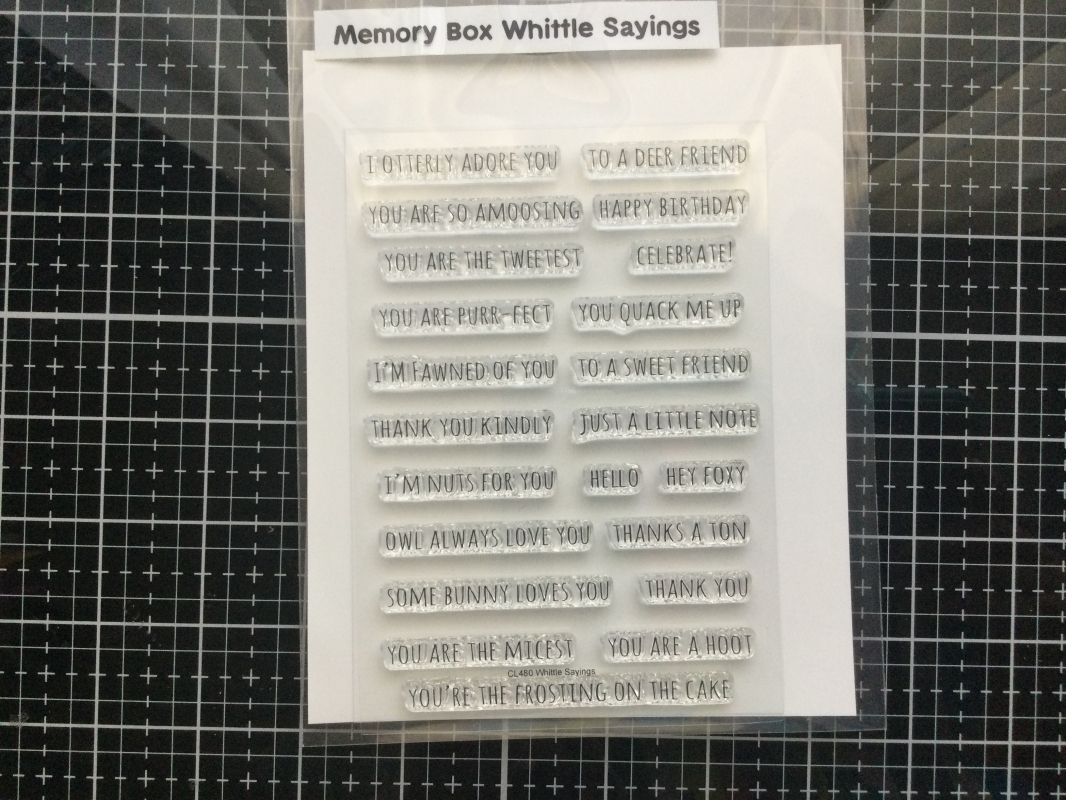 Memory Box Whittle Sayings
I OTTERLY ADORE YOU TO A DEER FRIEND
YOU ARE SO AMOOSING HAPPY BIRTHDAY
YOU ARE THE TWEETEST CELEBRATE!
YOU ARE PURR-FECT YOU QUACK ME UP
I'M FAWNED OF YOU TO A SWEET FRIEND
THANK YOU KINDLY JUST A LITTLE NOTE
I'M NUTS FOR YOU HELLO HEY FOXY
OWL ALWAYS LOVE YOU THANKS A TON
SOME BUNNY LOVES YOU THANK YOU
YOU ARE THE MICEST YOU ARE A HOOT
CL480 Whittle Sayings
YOU'RE THE FROSTING ON THE CAKE